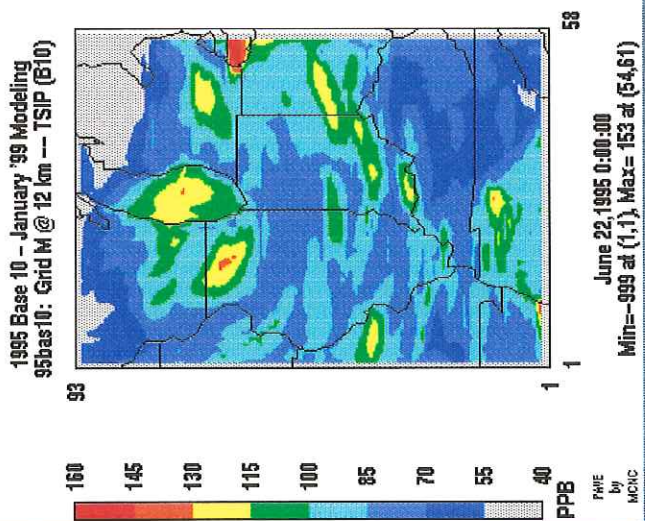 1995 Base 10 - January '99 Modeling
95bas10: Grid M @ 12 km --- TSIP (B10)
160
145
130
115
100
85
70
55
40
PPB
PAVE
by
MCNC
93
1
1
58
June 22,1995 0:00:00
Min=-999 at (1,1), Max= 153 at (54,61)